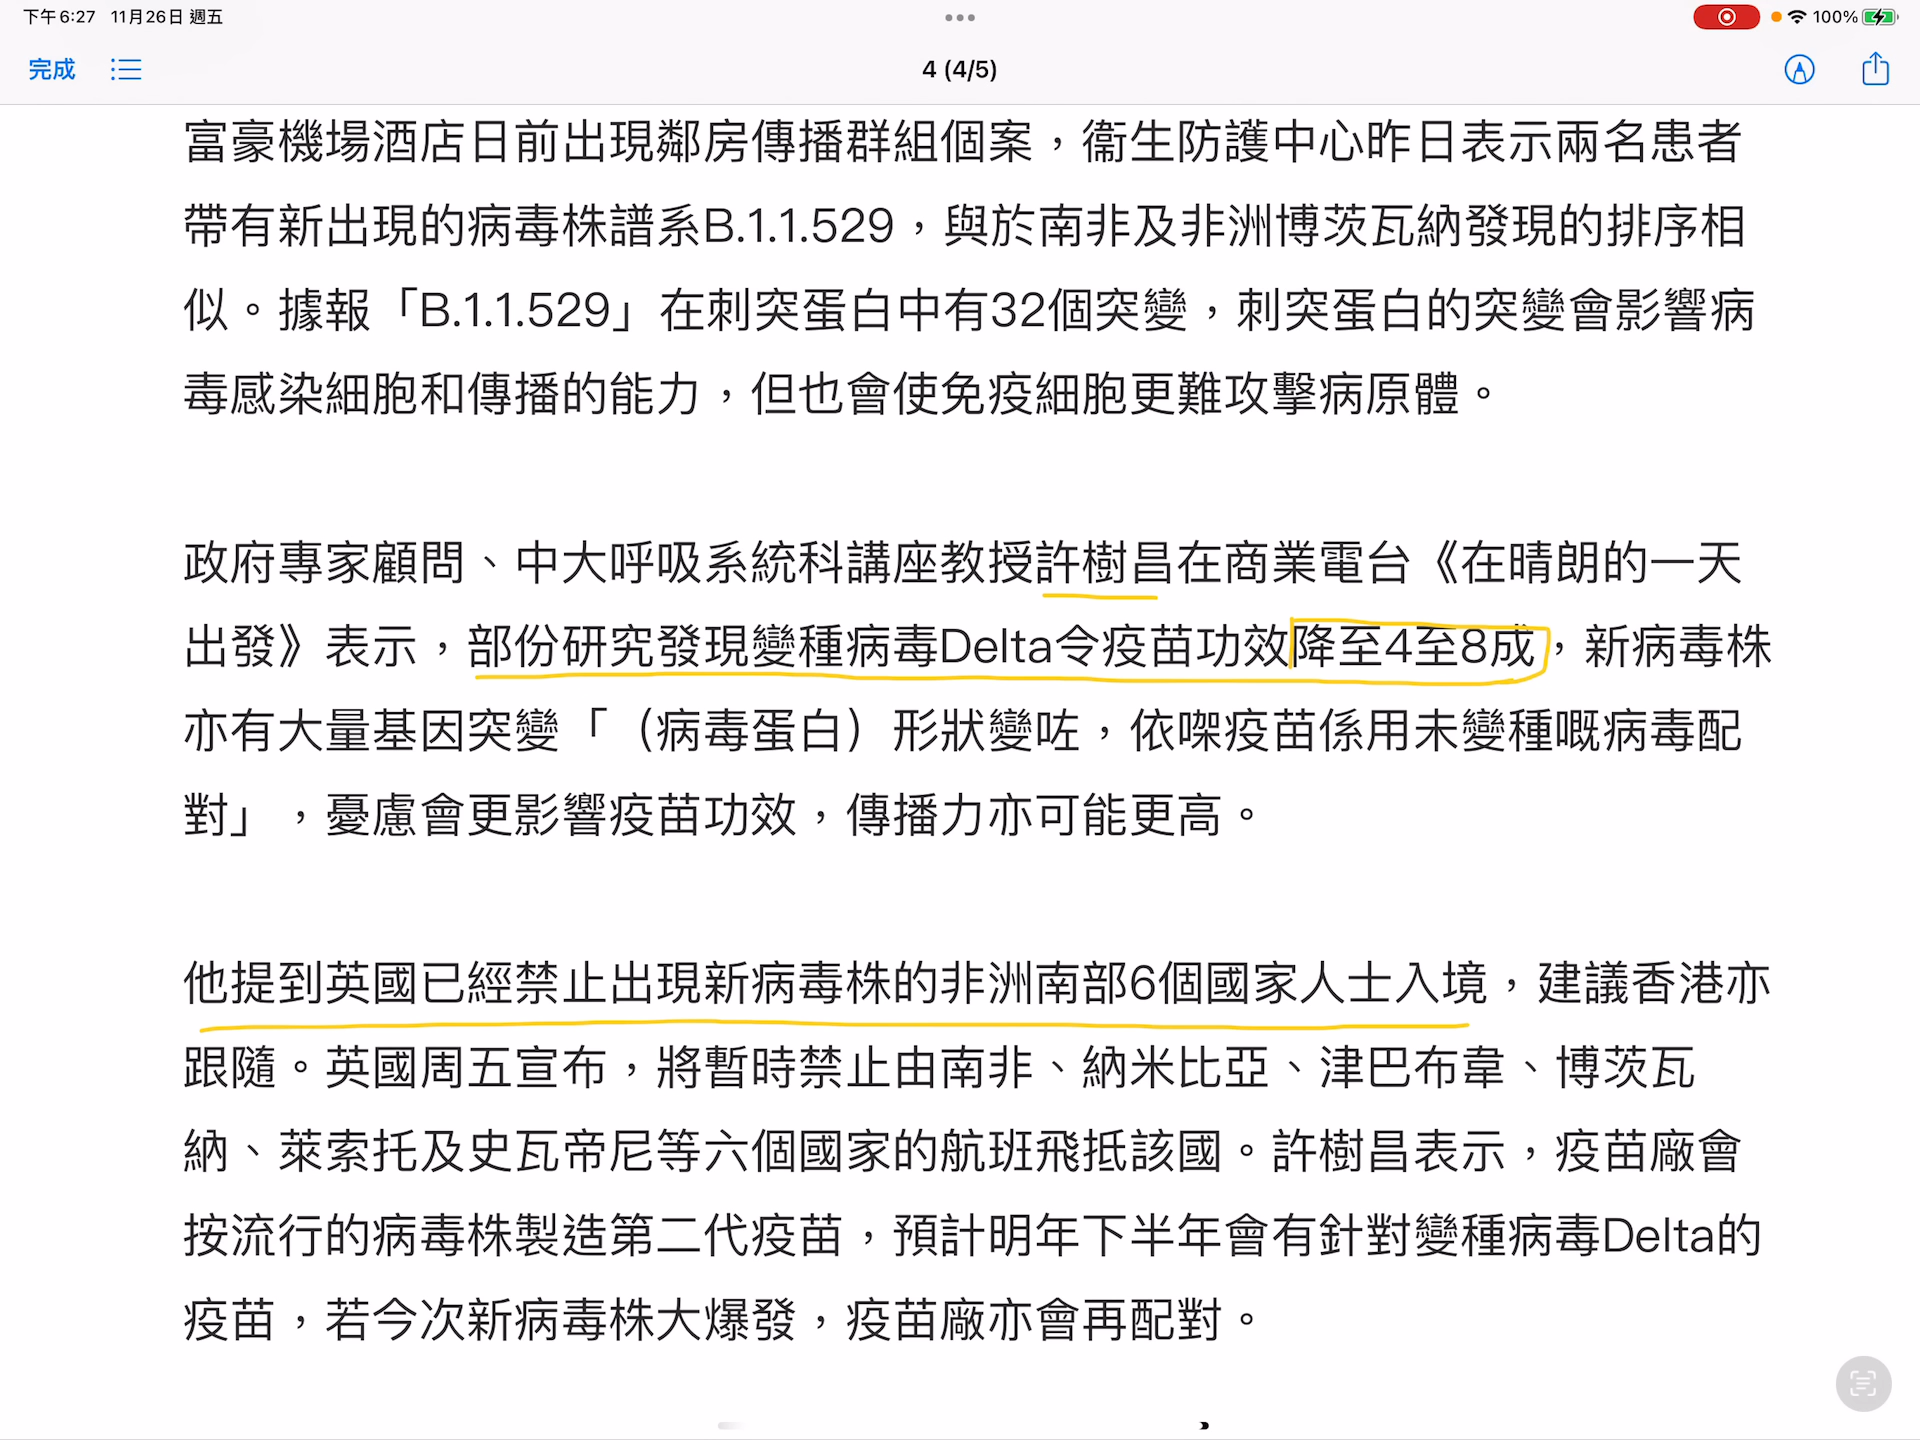 下午6:27 11月26日 週五
100%
完成
4 (4/5)
富豪機場酒店日前出現鄰房傳播群組個案，衞生防護中心昨日表示兩名患者
帶有新出現的病毒株譜系B.1.1.529，與於南非及非洲博茨瓦納發現的排序相
似。據報「B.1.1.529」在刺突蛋白中有32個突變，刺突蛋白的突變會影響病
毒感染細胞和傳播的能力，但也會使免疫細胞更難攻擊病原體。
政府專家顧問、中大呼吸系統科講座教授許樹昌在商業電台《在晴朗的一天
出發》表示，部份研究發現變種病毒Delta令疫苗功效降至4至8成，新病毒株
亦有大量基因突變「（病毒蛋白）形狀變咗，依㗎疫苗係用未變種嘅病毒配
對」，憂慮會更影響疫苗功效，傳播力亦可能更高。
他提到英國已經禁止出現新病毒株的非洲南部6個國家人士入境，建議香港亦
跟隨。英國周五宣布，將暫時禁止由南非、納米比亞、津巴布韋、博茨瓦
納、萊索托及史瓦帝尼等六個國家的航班飛抵該國。許樹昌表示，疫苗廠會
按流行的病毒株製造第二代疫苗，預計明年下半年會有針對變種病毒Delta的
疫苗，若今次新病毒株大爆發，疫苗廠亦會再配對。